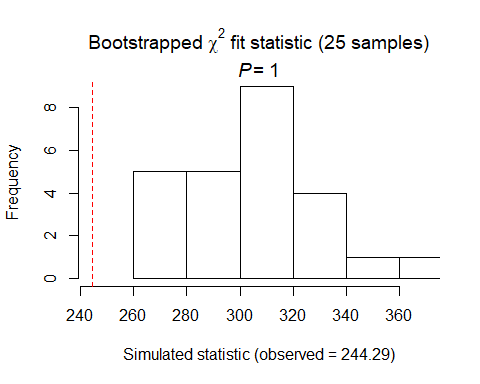 Bootstrapped χ² fit statistic (25 samples)
P = 1
Frequency
8
6
4
2
0
240 260 280 300 320 340 360
Simulated statistic (observed = 244.29)